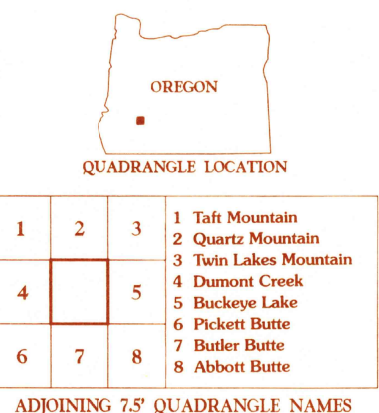 OREGON
QUADRANGLE LOCATION
1 2 3
4 5
6 7 8
1 Taft Mountain
2 Quartz Mountain
3 Twin Lakes Mountain
4 Dumont Creek
5 Buckeye Lake
6 Pickett Butte
7 Butler Butte
8 Abbott Butte
ADJOINING 7.5' QUADRANGLE NAMES